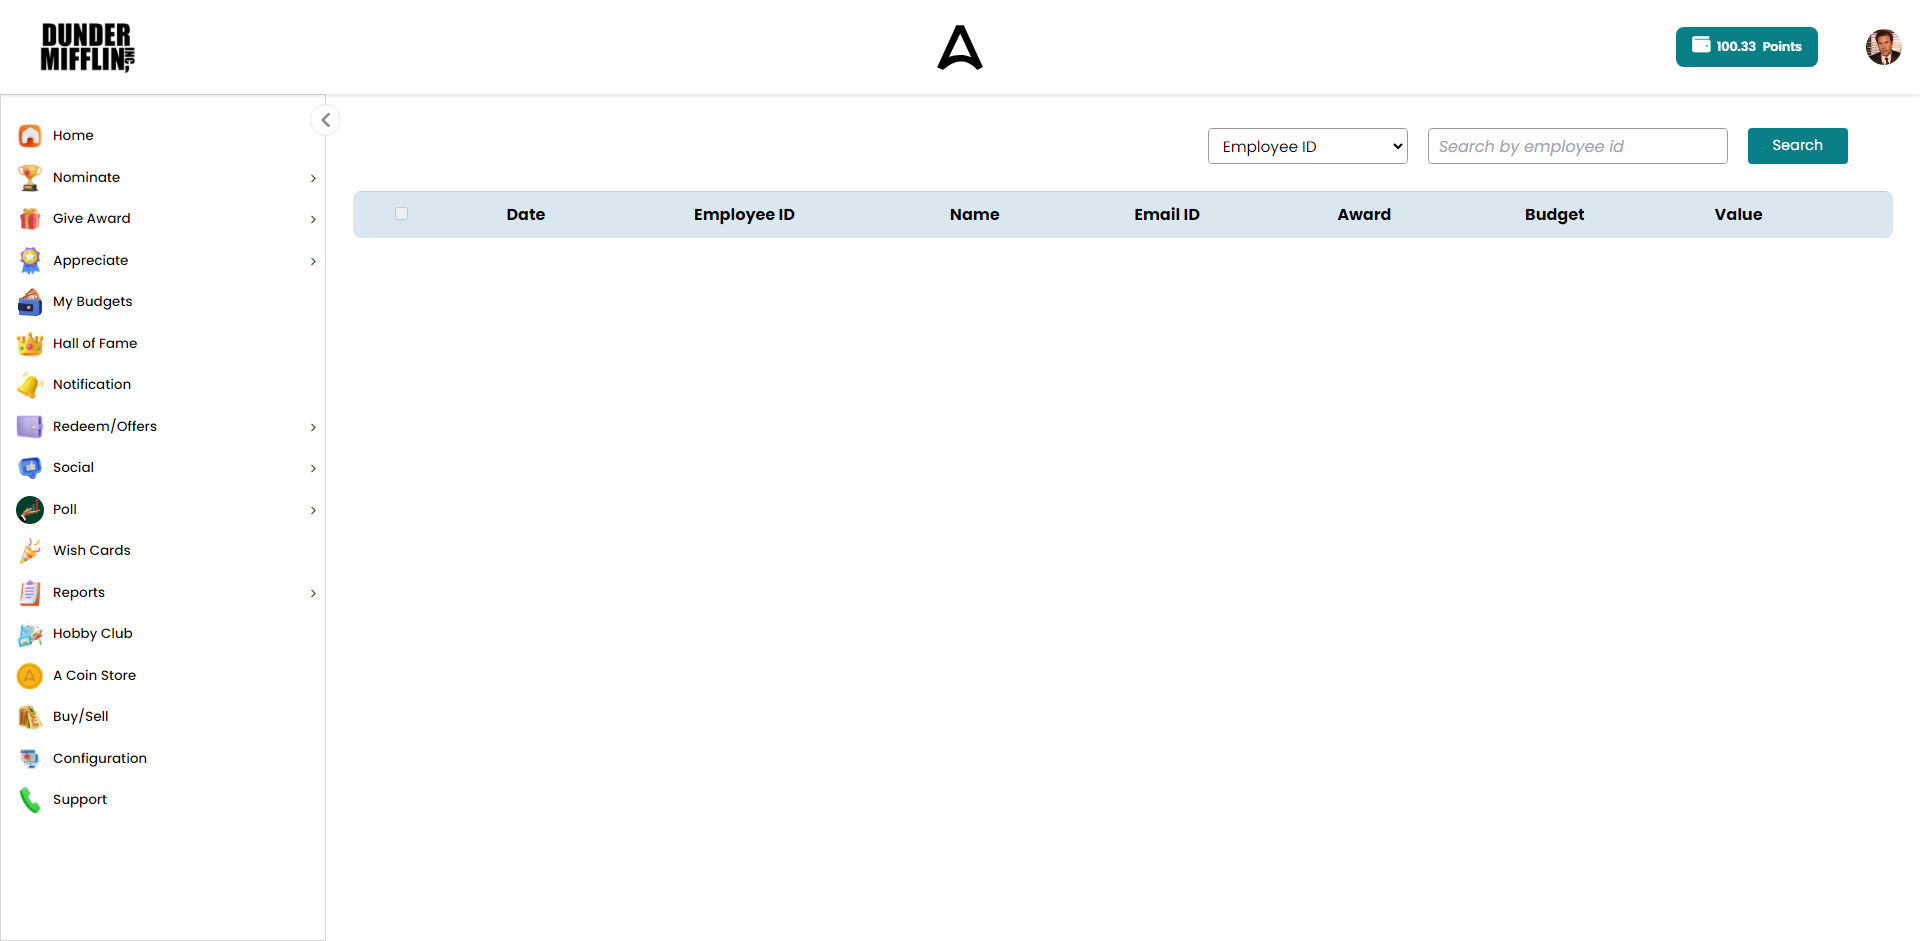 DUNDER
MIFFLIN INC,
100.33 Points
Home
Nominate
Give Award
Appreciate
My Budgets
Hall of Fame
Notification
Redeem/Offers
Social
Poll
Wish Cards
Reports
Hobby Club
A Coin Store
Buy/Sell
Configuration
Support
Employee ID
Search by employee id
Search
Date Employee ID Name Email ID Award Budget Value